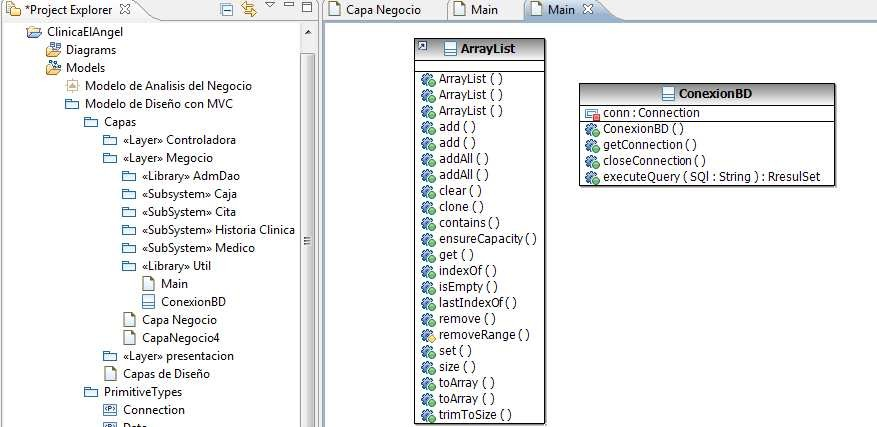 *Project Explorer
ClinicaElAngel
Diagrams
Models
Modelo de Analisis del Negocio
Modelo de Diseño con MVC
Capas
«Layer» Controladora
«Layer» Megocio
«Library» AdmDao
«Subsystem» Caja
«SubSystem» Cita
«SubSystem» Historia Clinica
«SubSystem» Medico
«Library» Util
Main
ConexionBD
Capa Negocio
CapaNegocio4
«Layer» presentacion
Capas de Diseño
PrimitiveTypes
Connection
Capa Negocio
Main
Main
ArrayList
ArrayList ( )
ArrayList ( )
ArrayList ( )
add ( )
add ( )
addAll ( )
addAll ( )
clear ( )
clone ( )
contains ( )
ensureCapacity ( )
get ( )
indexOf ( )
isEmpty ( )
lastIndexOf ( )
remove ( )
removeRange ( )
set ( )
size ( )
toArray ( )
toArray ( )
trimToSize ( )
ConexionBD
conn : Connection
ConexionBD ( )
getConnection ( )
closeConnection ( )
executeQuery ( SQl : String ) : RresulSet